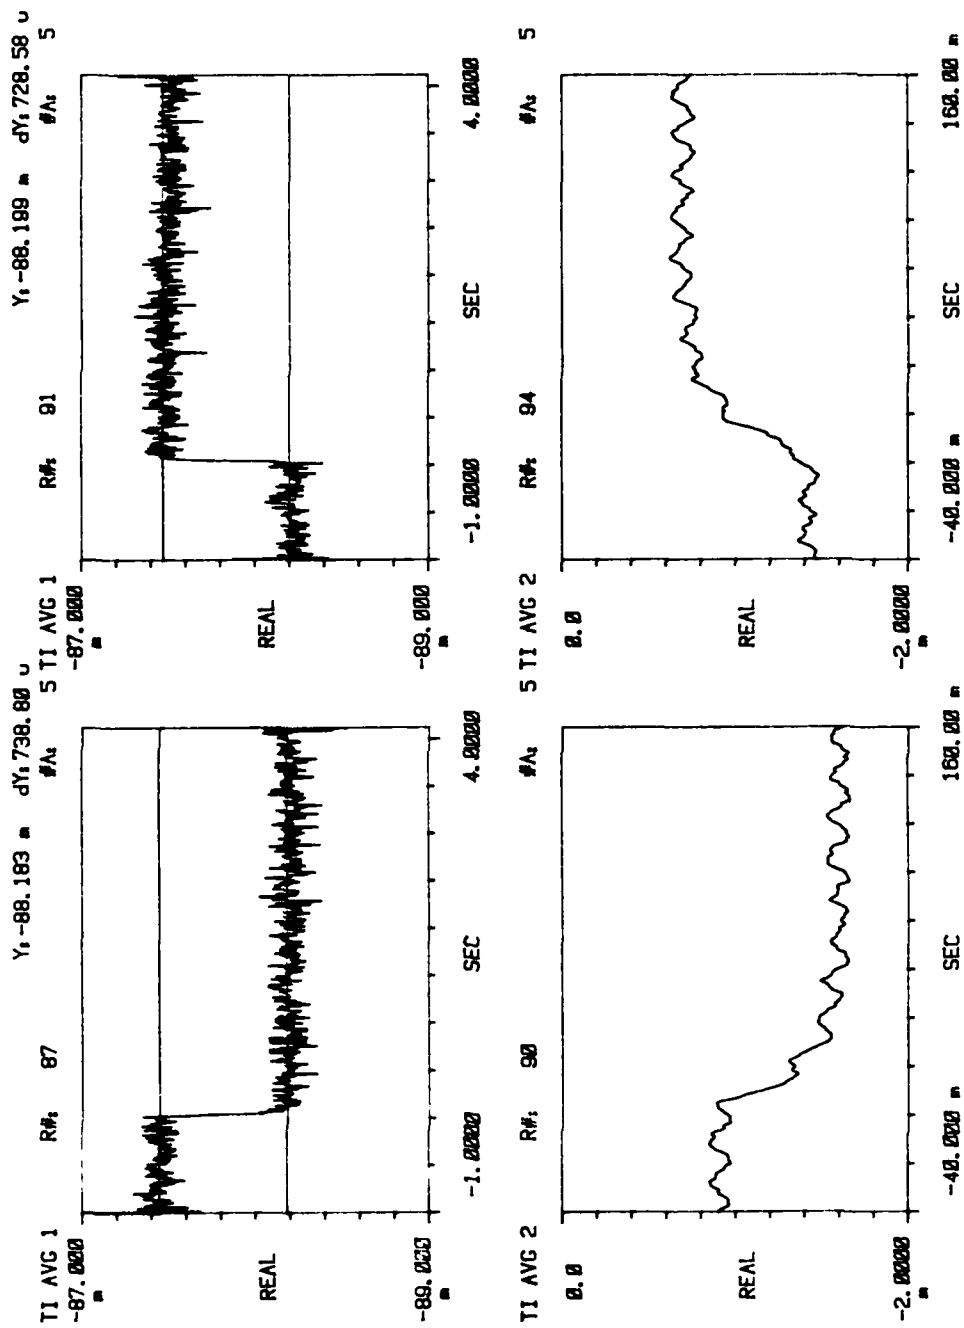 Y: -88.183 m dY: 738.80 u
TI AVG 1 R#: 87 #A: 5
-87.000
m
REAL
-89.000
m
-1.0000 SEC 4.0000
TI AVG 2 R#: 90 #A: 5
0.0
REAL
-2.0000
m
-40.000 m SEC 160.00 m
Y: -88.199 m dY: 728.58 u
TI AVG 1 R#: 91 #A: 5
-87.000
m
REAL
-89.000
m
-1.0000 SEC 4.0000
TI AVG 2 R#: 94 #A: 5
0.0
REAL
-2.0000
m
-40.000 m SEC 160.00 m